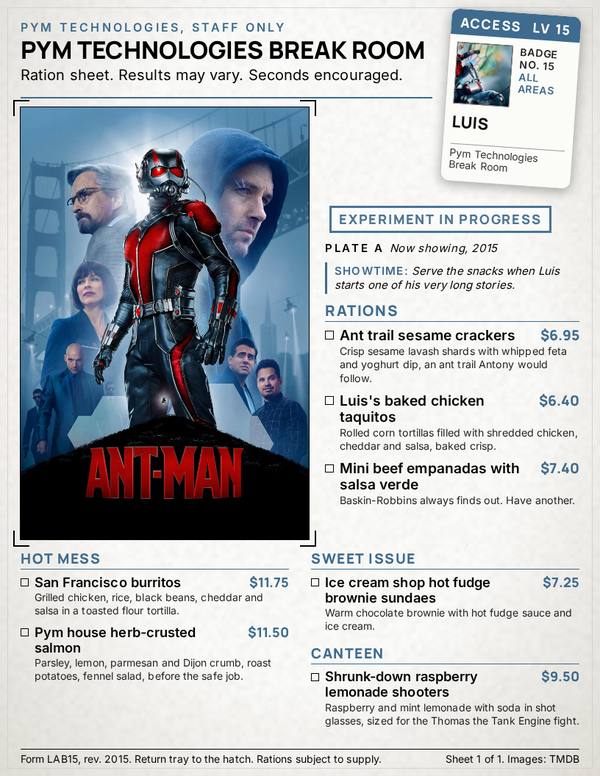 PYM TECHNOLOGIES, STAFF ONLY
PYM TECHNOLOGIES BREAK ROOM
Ration sheet. Results may vary. Seconds encouraged.
ACCESS LV 15
BADGE
NO. 15
ALL
AREAS
LUIS
Pym Technologies
Break Room
ANT-MAN
EXPERIMENT IN PROGRESS
PLATE A Now showing, 2015
SHOWTIME: Serve the snacks when Luis
starts one of his very long stories.
RATIONS
Ant trail sesame crackers $6.95
Crisp sesame lavash shards with whipped feta
and yoghurt dip, an ant trail Antony would
follow.
Luis's baked chicken $6.40
taquitos
Rolled corn tortillas filled with shredded chicken,
cheddar and salsa, baked crisp.
Mini beef empanadas with $7.40
salsa verde
Baskin-Robbins always finds out. Have another.
HOT MESS
San Francisco burritos $11.75
Grilled chicken, rice, black beans, cheddar and
salsa in a toasted flour tortilla.
Pym house herb-crusted $11.50
salmon
Parsley, lemon, parmesan and Dijon crumb, roast
potatoes, fennel salad, before the safe job.
SWEET ISSUE
Ice cream shop hot fudge $7.25
brownie sundaes
Warm chocolate brownie with hot fudge sauce and
ice cream.
CANTEEN
Shrunk-down raspberry $9.50
lemonade shooters
Raspberry and mint lemonade with soda in shot
glasses, sized for the Thomas the Tank Engine fight.
Form LAB15, rev. 2015. Return tray to the hatch. Rations subject to supply. Sheet 1 of 1. Images: TMDB